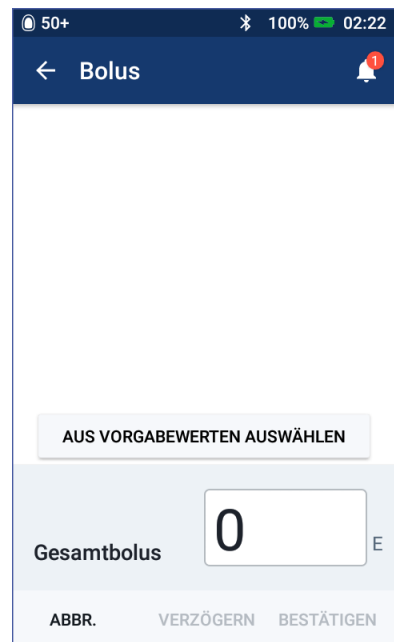 50+ 100% 02:22
Bolus 1
AUS VORGABEWERTEN AUSWÄHLEN
Gesamtbolus 0 E
ABBR. VERZÖGERN BESTÄTIGEN